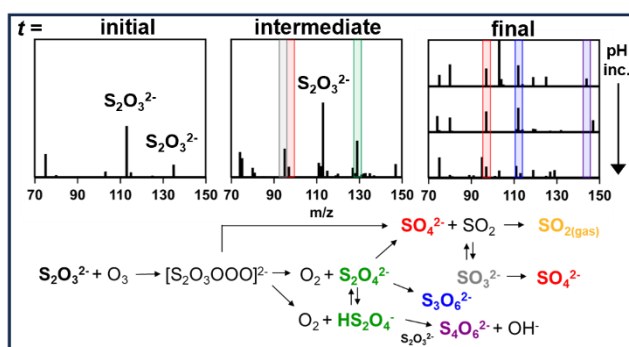 t = initial intermediate final
S₂O₃²⁻
S₂O₃²⁻
S₂O₃²⁻
pH
inc.
70 90 110 130 150 70 90 110 130 150 70 90 110 130 150
m/z
SO₄²⁻ + SO₂ → SO₂(gas)
S₂O₃²⁻ + O₃ → [S₂O₃OOO]²⁻ → O₂ + S₂O₄²⁻
SO₃²⁻ → SO₄²⁻
S₃O₆²⁻
O₂ + HS₂O₄⁻
S₂O₃²⁻
S₄O₆²⁻ + OH⁻